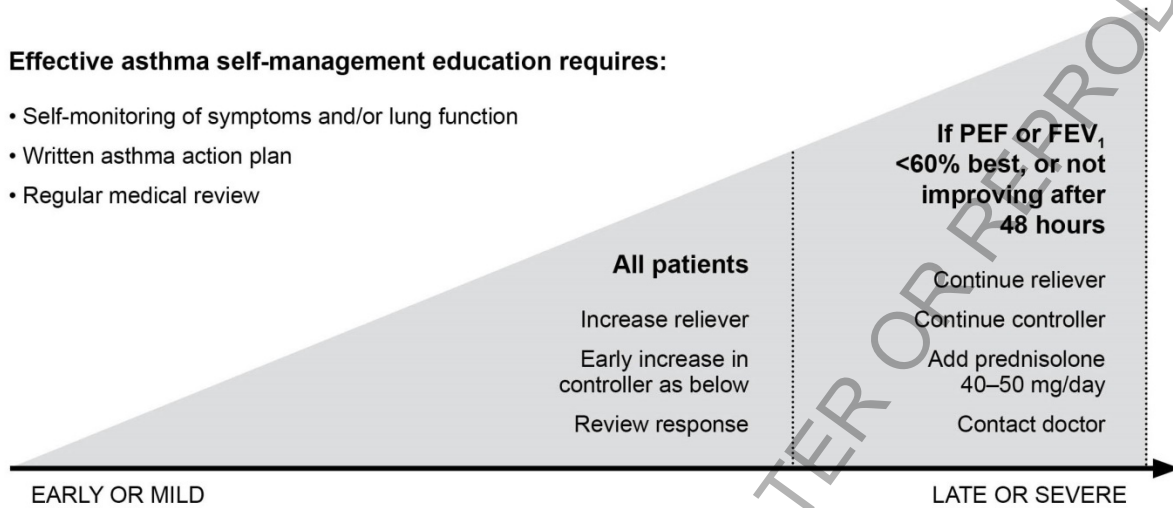 Effective asthma self-management education requires:
• Self-monitoring of symptoms and/or lung function
• Written asthma action plan
• Regular medical review
All patients
Increase reliever
Early increase in
controller as below
Review response
If PEF or FEV₁
<60% best, or not
improving after
48 hours
Continue reliever
Continue controller
Add prednisolone
40–50 mg/day
Contact doctor
EARLY OR MILD
LATE OR SEVERE
TER OR REPROD